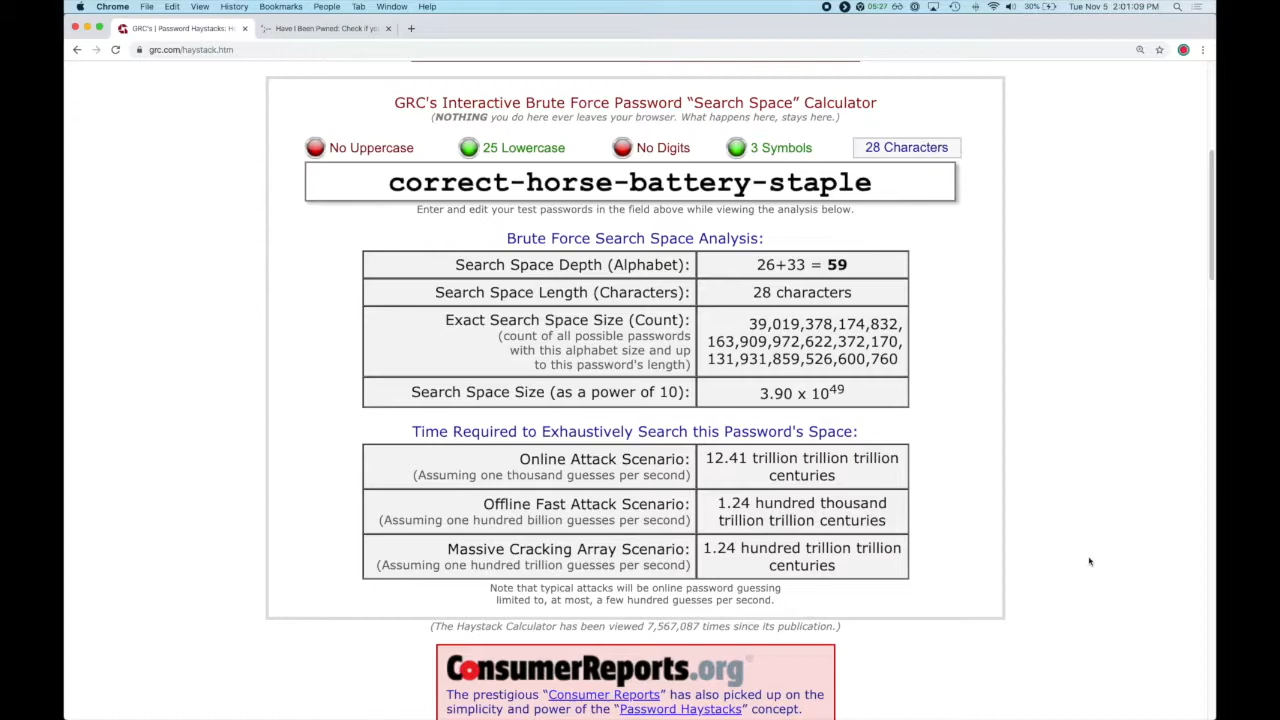 Chrome File Edit View History Bookmarks People Tab Window Help 05:27 30% Tue Nov 5 2:01:09 PM
GRC's | Password Haystacks: H Have I Been Pwned: Check if yo
grc.com/haystack.htm
GRC's Interactive Brute Force Password “Search Space” Calculator
(NOTHING you do here ever leaves your browser. What happens here, stays here.)
No Uppercase 25 Lowercase No Digits 3 Symbols 28 Characters
correct-horse-battery-staple
Enter and edit your test passwords in the field above while viewing the analysis below.
Brute Force Search Space Analysis:
Search Space Depth (Alphabet): 26+33 = 59
Search Space Length (Characters): 28 characters
Exact Search Space Size (Count):
(count of all possible passwords
with this alphabet size and up
to this password's length)
39,019,378,174,832,
163,909,972,622,372,170,
131,931,859,526,600,760
Search Space Size (as a power of 10): 3.90 x 10^49
Time Required to Exhaustively Search this Password's Space:
Online Attack Scenario:
(Assuming one thousand guesses per second)
12.41 trillion trillion trillion
centuries
Offline Fast Attack Scenario:
(Assuming one hundred billion guesses per second)
1.24 hundred thousand
trillion trillion centuries
Massive Cracking Array Scenario:
(Assuming one hundred trillion guesses per second)
1.24 hundred trillion trillion
centuries
Note that typical attacks will be online password guessing
limited to, at most, a few hundred guesses per second.
(The Haystack Calculator has been viewed 7,567,087 times since its publication.)
ConsumerReports.org
The prestigious “Consumer Reports” has also picked up on the
simplicity and power of the “Password Haystacks” concept.